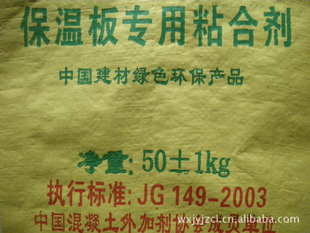 保温板专用粘合剂
中国建材绿色环保产品
净重:50±1kg
执行标准:JG 149-2003
中国混凝土外加剂协会成员单位
wxjyjzcl.1688.com